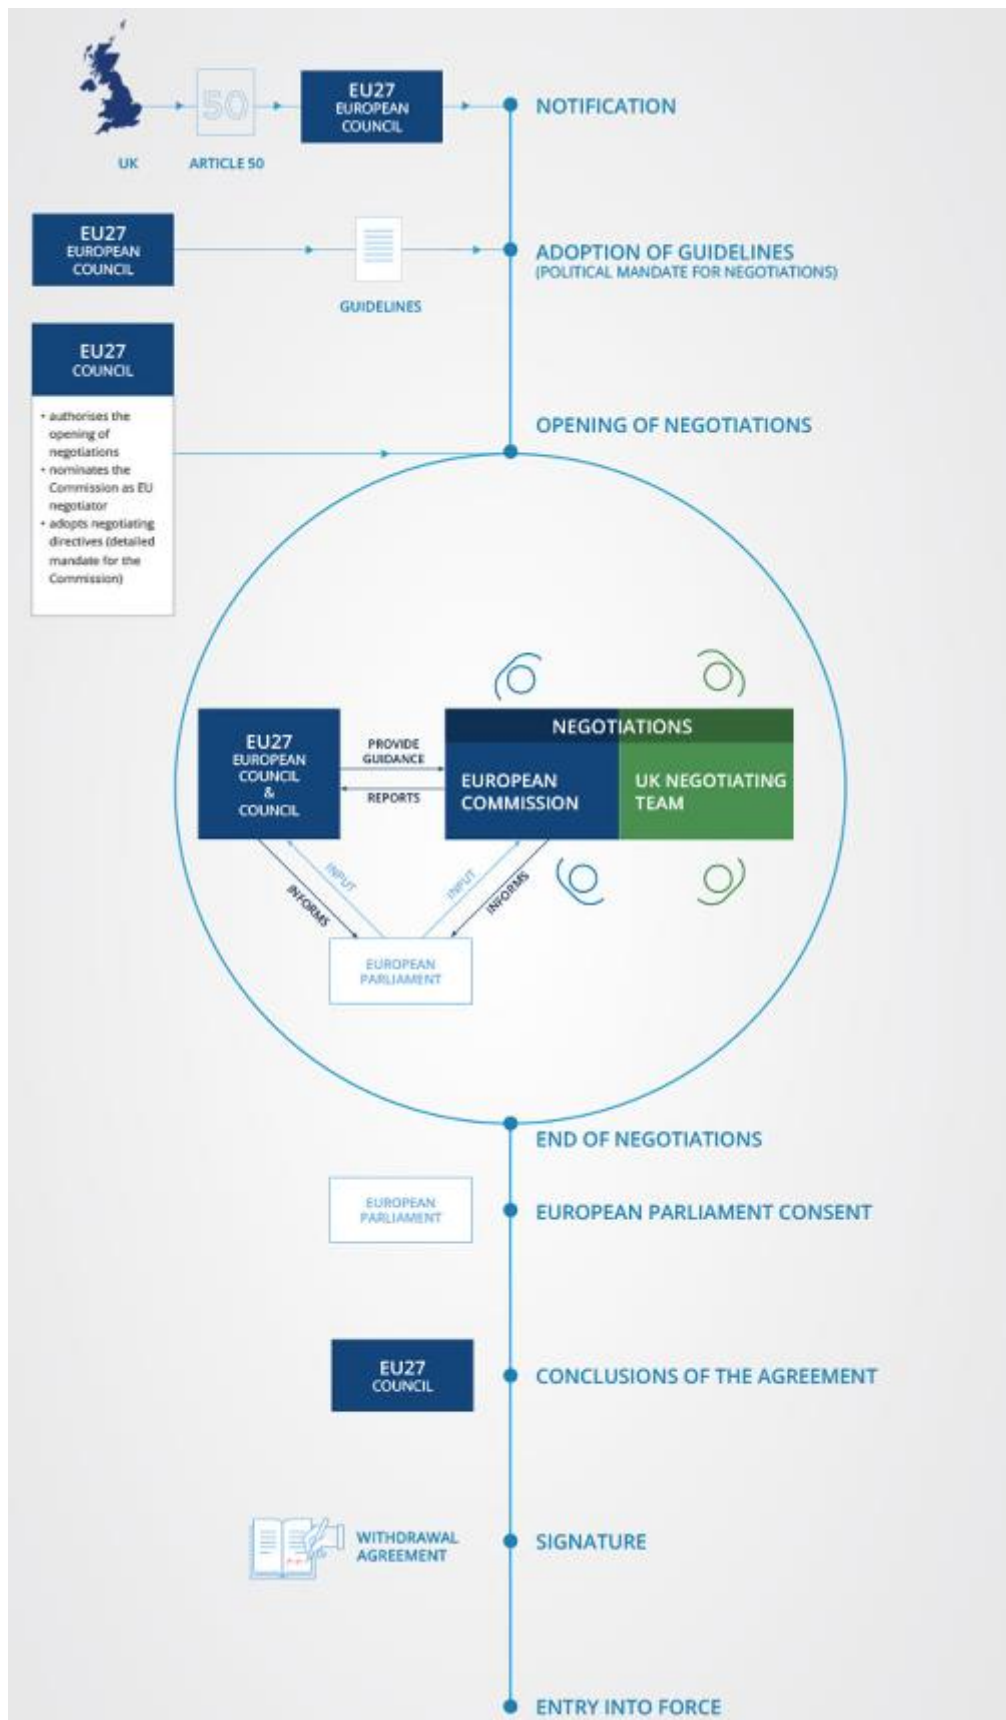 50
EU27
EUROPEAN
COUNCIL
NOTIFICATION
UK
ARTICLE 50
EU27
EUROPEAN
COUNCIL
ADOPTION OF GUIDELINES
(POLITICAL MANDATE FOR NEGOTIATIONS)
GUIDELINES
EU27
COUNCIL
• authorises the
opening of
negotiations
• nominates the
Commission as EU
negotiator
• adopts negotiating
directives (detailed
mandate for the
Commission)
OPENING OF NEGOTIATIONS
EU27
EUROPEAN
COUNCIL
&
COUNCIL
PROVIDE
GUIDANCE
REPORTS
NEGOTIATIONS
EUROPEAN
COMMISSION
UK NEGOTIATING
TEAM
INPUT
INFORMS
INPUT
INFORMS
EUROPEAN
PARLIAMENT
END OF NEGOTIATIONS
EUROPEAN
PARLIAMENT
EUROPEAN PARLIAMENT CONSENT
EU27
COUNCIL
CONCLUSIONS OF THE AGREEMENT
WITHDRAWAL
AGREEMENT
SIGNATURE
ENTRY INTO FORCE